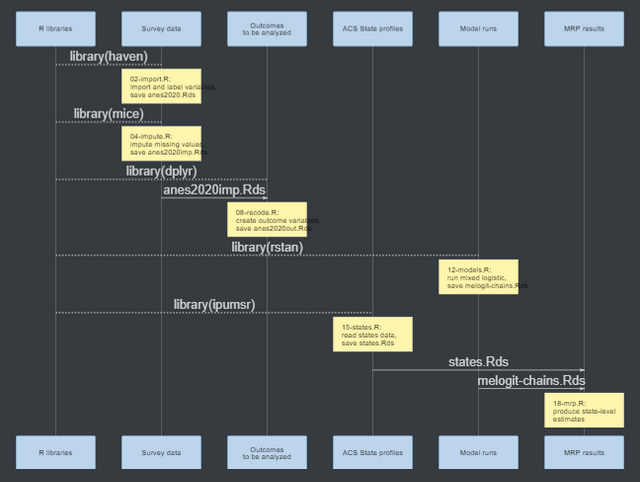 R libraries
Survey data
Outcomes
to be analyzed
ACS State profiles
Model runs
MRP results
library(haven)
02-import.R:
import and label variables,
save anes2020.Rds
library(mice)
04-impute.R:
impute missing values,
save anes2020imp.Rds
library(dplyr)
anes2020imp.Rds
08-recode.R:
create outcome variables,
save anes2020out.Rds
library(rstan)
12-models.R:
run mixed logistic,
save melogit-chains.Rds
library(ipumsr)
15-states.R:
read states data,
save states.Rds
states.Rds
melogit-chains.Rds
18-mrp.R:
produce state-level
estimates
R libraries
Survey data
Outcomes
to be analyzed
ACS State profiles
Model runs
MRP results